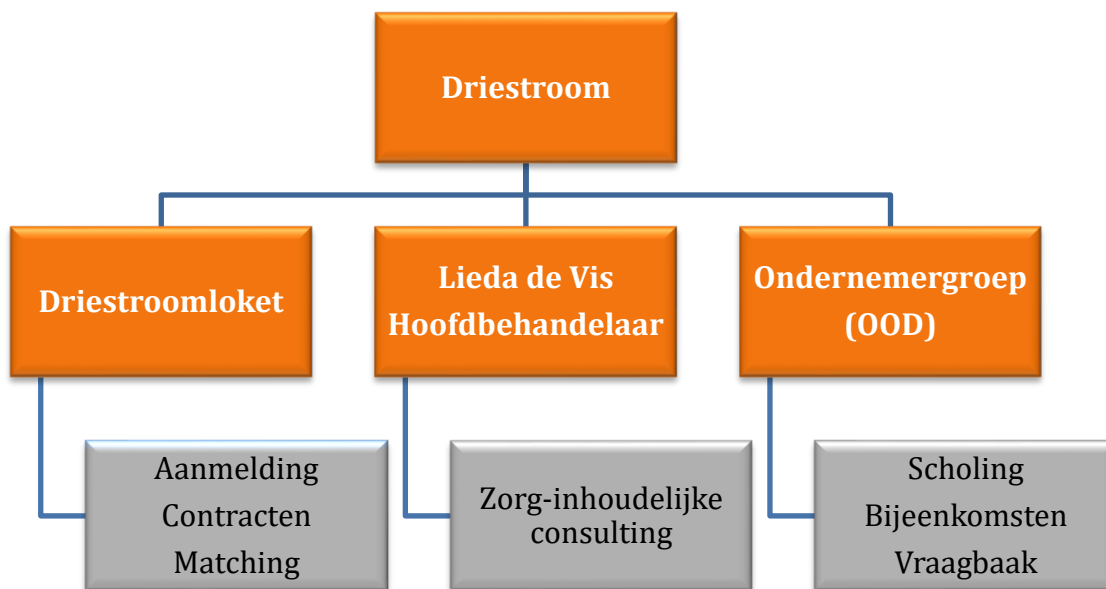 Driestroom
Driestroomloket
Lieda de Vis
Hoofdbehandelaar
Ondernemergroep
(OOD)
Aanmelding
Contracten
Matching
Zorg-inhoudelijke
consulting
Scholing
Bijeenkomsten
Vraagbaak